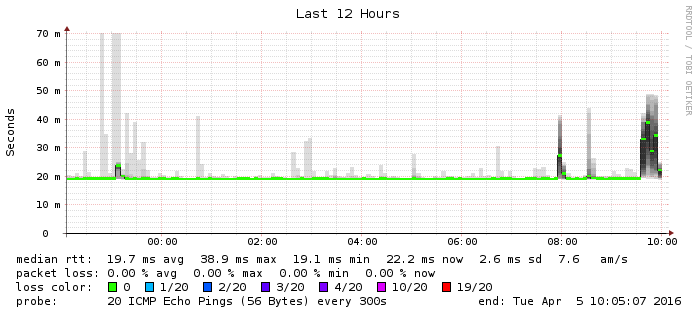 Last 12 Hours
RRDTOOL / TOBI OETIKER
Seconds
70 m
60 m
50 m
40 m
30 m
20 m
10 m
0
00:00 02:00 04:00 06:00 08:00 10:00
median rtt: 19.7 ms avg 38.9 ms max 19.1 ms min 22.2 ms now 2.6 ms sd 7.6 am/s
packet loss: 0.00 % avg 0.00 % max 0.00 % min 0.00 % now
loss color: 0 1/20 2/20 3/20 4/20 10/20 19/20
probe: 20 ICMP Echo Pings (56 Bytes) every 300s end: Tue Apr 5 10:05:07 2016